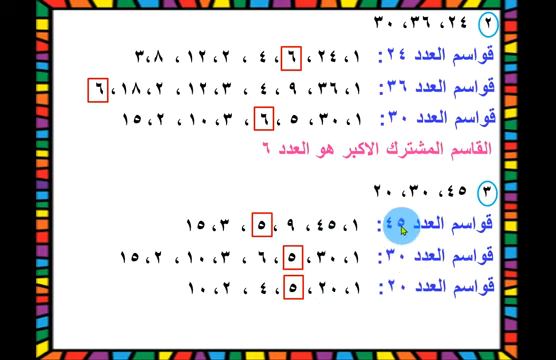 ٢ ٢٤ ،٣٦ ،٣٠
قواسم العدد ٢٤: ١ ،٢٤ ،٦ ،٤ ،٢، ١٢ ،٨،٣
قواسم العدد ٣٦: ١ ،٣٦ ،٩ ،٤ ،٣، ١٢ ،٢، ١٨، ٦
قواسم العدد ٣٠: ١ ،٣٠ ،٥ ،٦ ،٣، ١٠ ،٢، ١٥
القاسم المشترك الاكبر هو العدد ٦
٣ ٤٥ ،٣٠ ،٢٠
قواسم العدد ٤٥: ١ ،٤٥ ،٩ ،٥ ،٣، ١٥
قواسم العدد ٣٠: ١ ،٣٠ ،٥ ،٦ ،٣، ١٠ ،٢، ١٥
قواسم العدد ٢٠: ١ ،٢٠ ،٥ ،٤ ،٢، ١٠